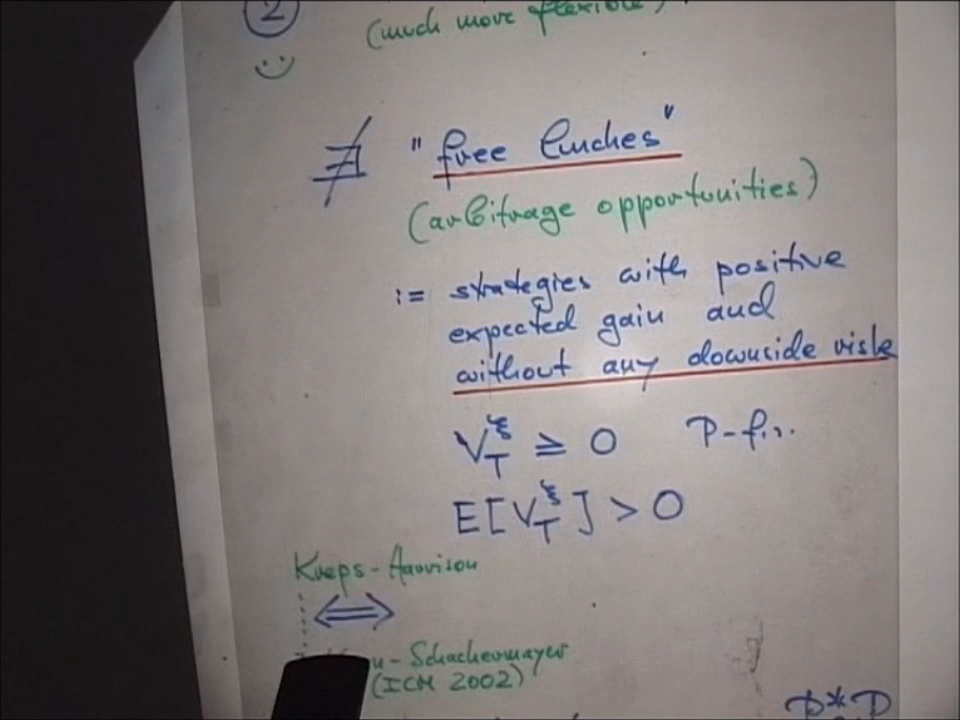 2
(much more flexible)
∄ "free lunches"
(arbitrage opportunities)
:= strategies with positive
expected gain and
without any downside risk
V_T^ξ ≥ 0 P-f.s.
E[V_T^ξ] > 0
Kreps-Harrison
⟺
-Schachermayer
(ICM 2002)
P*